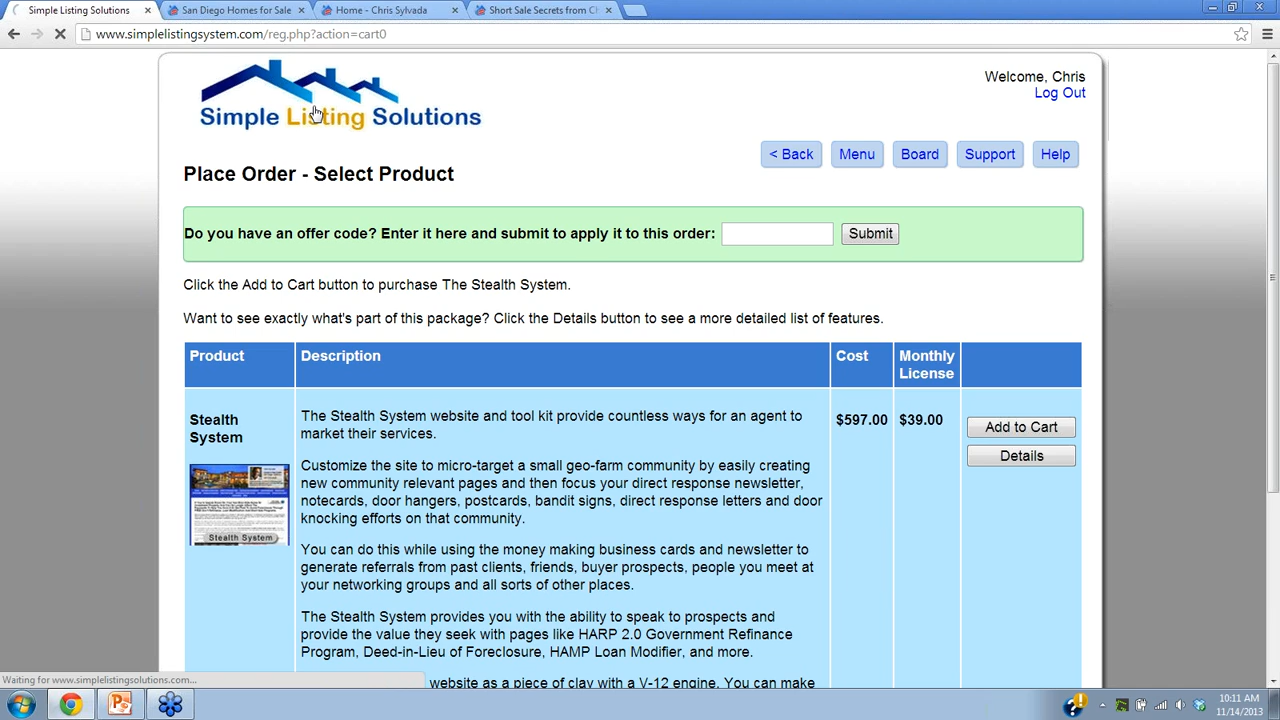 Simple Listing Solutions
San Diego Homes for Sale
Home - Chris Sylvada
Short Sale Secrets from C
www.simplelistingsystem.com/reg.php?action=cart0
Simple Listing Solutions
Welcome, Chris
Log Out
< Back
Menu
Board
Support
Help
Place Order - Select Product
Do you have an offer code? Enter it here and submit to apply it to this order:
Submit
Click the Add to Cart button to purchase The Stealth System.
Want to see exactly what's part of this package? Click the Details button to see a more detailed list of features.
Product
Description
Cost
Monthly
License
Stealth
System
The Stealth System website and tool kit provide countless ways for an agent to
market their services.
Customize the site to micro-target a small geo-farm community by easily creating
new community relevant pages and then focus your direct response newsletter,
notecards, door hangers, postcards, bandit signs, direct response letters and door
knocking efforts on that community.
You can do this while using the money making business cards and newsletter to
generate referrals from past clients, friends, buyer prospects, people you meet at
your networking groups and all sorts of other places.
The Stealth System provides you with the ability to speak to prospects and
provide the value they seek with pages like HARP 2.0 Government Refinance
Program, Deed-in-Lieu of Foreclosure, HAMP Loan Modifier, and more.
website as a piece of clay with a V-12 engine. You can make
$597.00
$39.00
Add to Cart
Details
Stealth System
Waiting for www.simplelistingsolutions.com...
10:11 AM
11/14/2013